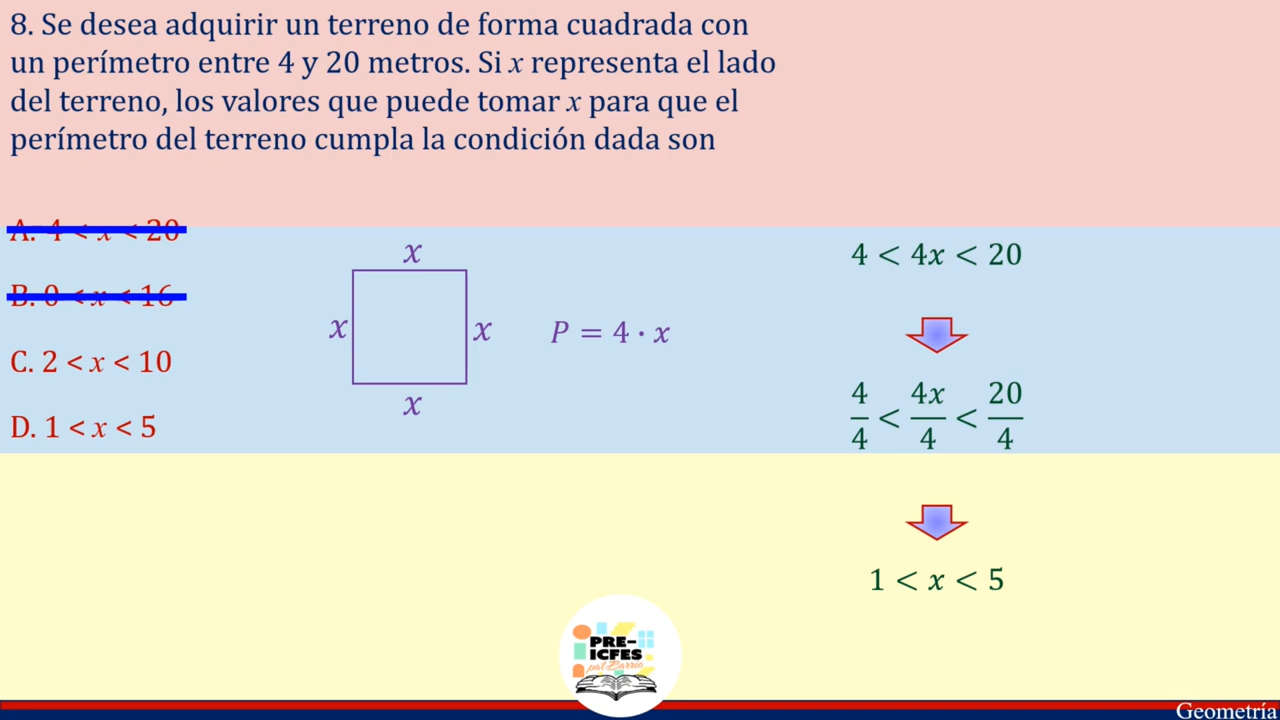 8. Se desea adquirir un terreno de forma cuadrada con
un perímetro entre 4 y 20 metros. Si x representa el lado
del terreno, los valores que puede tomar x para que el
perímetro del terreno cumpla la condición dada son
A. 4 < x < 20
B. 0 < x < 16
C. 2 < x < 10
D. 1 < x < 5
x
x
x
x
P = 4 · x
4 < 4x < 20
4/4 < 4x/4 < 20/4
1 < x < 5
PRE-
ICFES
pal Barrio
Geometría